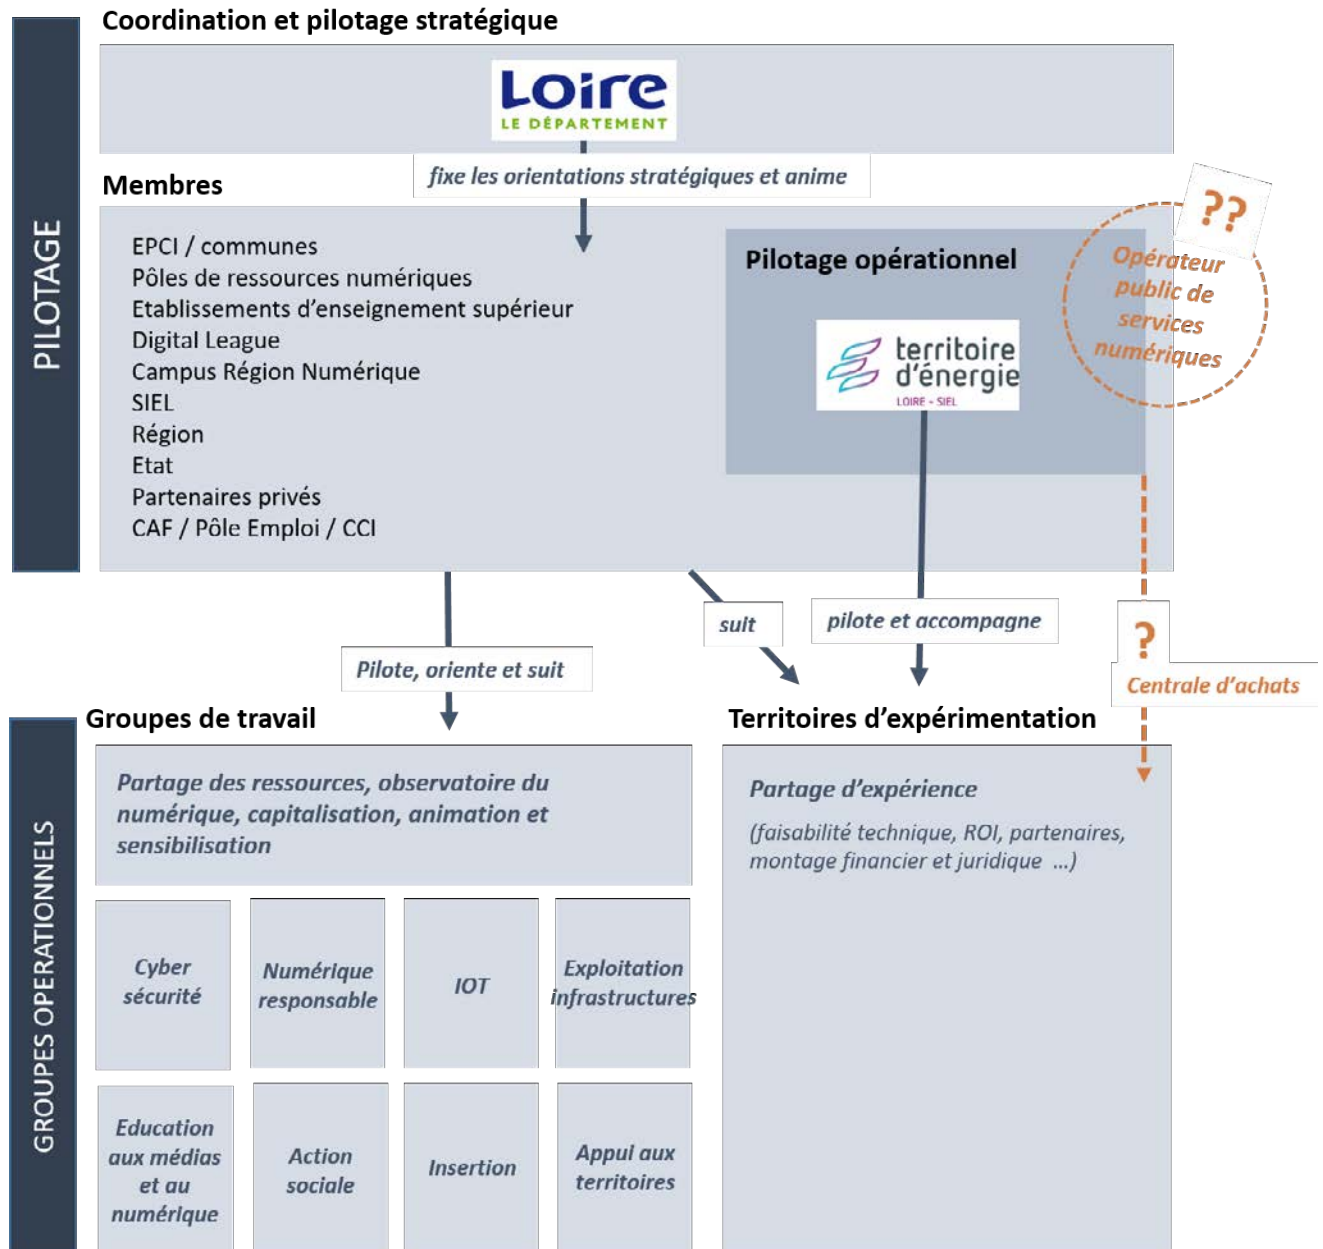 Coordination et pilotage stratégique
PILOTAGE
Loire
LE DÉPARTEMENT
fixe les orientations stratégiques et anime
Membres
EPCI / communes
Pôles de ressources numériques
Etablissements d'enseignement supérieur
Digital League
Campus Région Numérique
SIEL
Région
Etat
Partenaires privés
CAF / Pôle Emploi / CCI
Pilotage opérationnel
territoire
d'énergie
LOIRE - SIEL
??
Opérateur
public de
services
numériques
Pilote, oriente et suit
suit
pilote et accompagne
?
Centrale d'achats
GROUPES OPERATIONNELS
Groupes de travail
Partage des ressources, observatoire du
numérique, capitalisation, animation et
sensibilisation
Cyber
sécurité
Numérique
responsable
IOT
Exploitation
infrastructures
Education
aux médias
et au
numérique
Action
sociale
Insertion
Appui aux
territoires
Territoires d'expérimentation
Partage d'expérience
(faisabilité technique, ROI, partenaires,
montage financier et juridique ...)